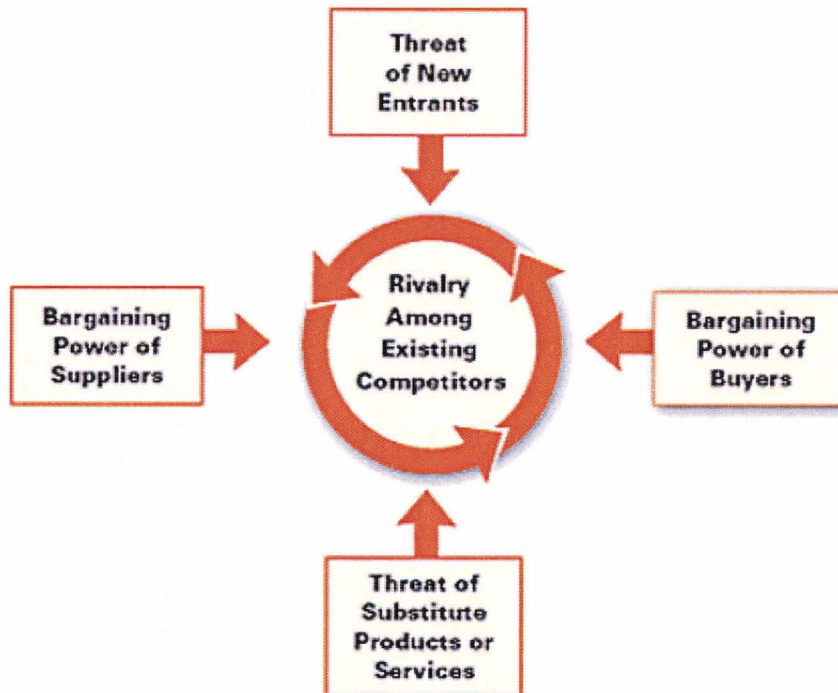 Threat
of New
Entrants
Rivalry
Among
Existing
Competitors
Bargaining
Power of
Suppliers
Bargaining
Power of
Buyers
Threat of
Substitute
Products or
Services